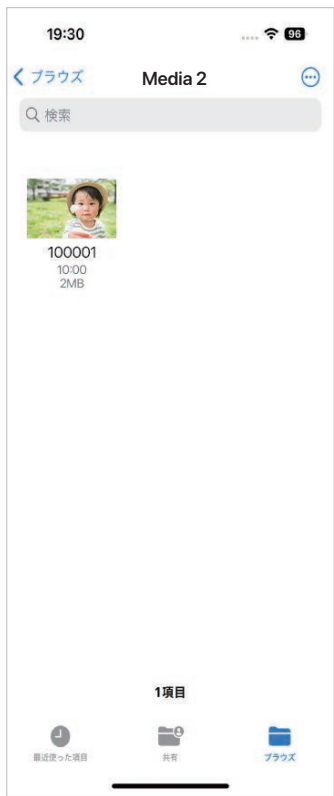 19:30
96
ブラウズ
Media 2
検索
100001
10:00
2MB
1項目
最近使った項目
共有
ブラウズ